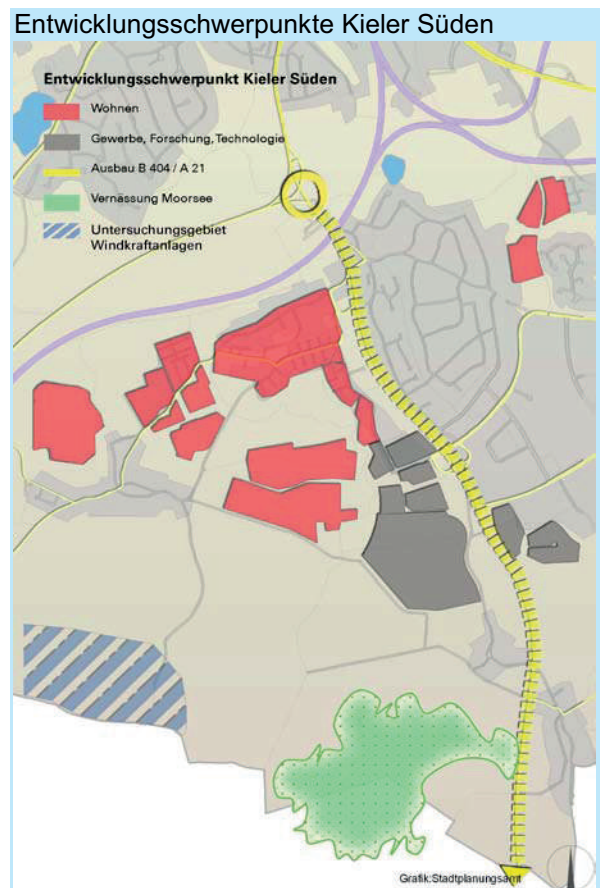 Entwicklungsschwerpunkte Kieler Süden
Entwicklungsschwerpunkt Kieler Süden
Wohnen
Gewerbe, Forschung, Technologie
Ausbau B 404 / A 21
Vernässung Moorsee
Untersuchungsgebiet
Windkraftanlagen
Grafik:Stadtplanungsamt